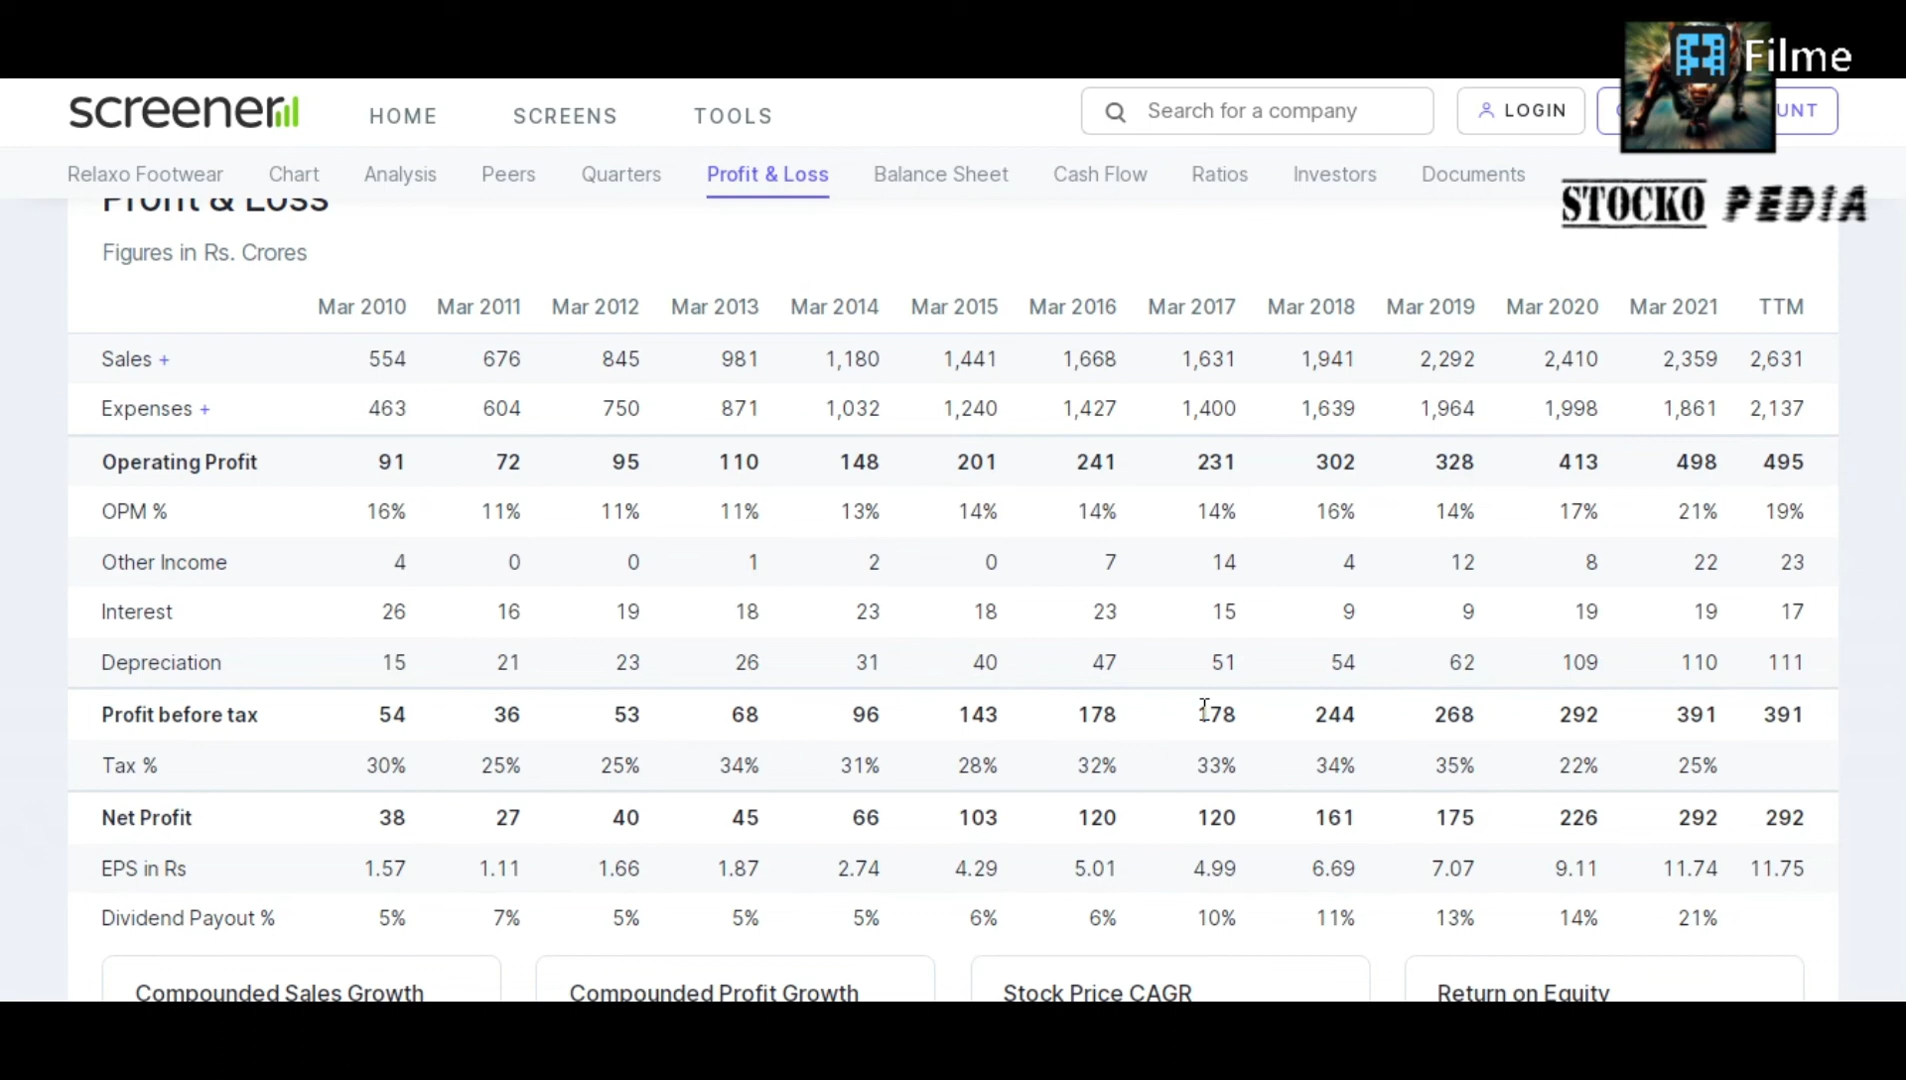 Filme
screener
HOME SCREENS TOOLS Search for a company LOGIN UNT
Relaxo Footwear Chart Analysis Peers Quarters Profit & Loss Balance Sheet Cash Flow Ratios Investors Documents
STOCKO PEDIA
Profit & Loss
Figures in Rs. Crores
Mar 2010 Mar 2011 Mar 2012 Mar 2013 Mar 2014 Mar 2015 Mar 2016 Mar 2017 Mar 2018 Mar 2019 Mar 2020 Mar 2021 TTM
Sales + 554 676 845 981 1,180 1,441 1,668 1,631 1,941 2,292 2,410 2,359 2,631
Expenses + 463 604 750 871 1,032 1,240 1,427 1,400 1,639 1,964 1,998 1,861 2,137
Operating Profit 91 72 95 110 148 201 241 231 302 328 413 498 495
OPM % 16% 11% 11% 11% 13% 14% 14% 14% 16% 14% 17% 21% 19%
Other Income 4 0 0 1 2 0 7 14 4 12 8 22 23
Interest 26 16 19 18 23 18 23 15 9 9 19 19 17
Depreciation 15 21 23 26 31 40 47 51 54 62 109 110 111
Profit before tax 54 36 53 68 96 143 178 178 244 268 292 391 391
Tax % 30% 25% 25% 34% 31% 28% 32% 33% 34% 35% 22% 25%
Net Profit 38 27 40 45 66 103 120 120 161 175 226 292 292
EPS in Rs 1.57 1.11 1.66 1.87 2.74 4.29 5.01 4.99 6.69 7.07 9.11 11.74 11.75
Dividend Payout % 5% 7% 5% 5% 5% 6% 6% 10% 11% 13% 14% 21%
Compounded Sales Growth Compounded Profit Growth Stock Price CAGR Return on Equity